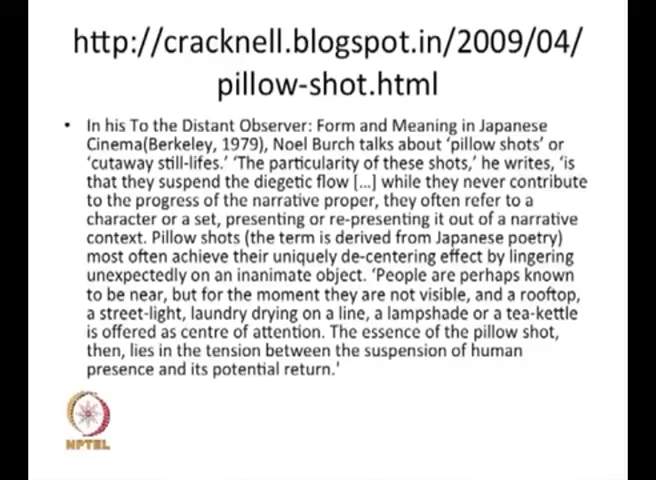 http://cracknell.blogspot.in/2009/04/
pillow-shot.html
• In his To the Distant Observer: Form and Meaning in Japanese
Cinema(Berkeley, 1979), Noel Burch talks about ‘pillow shots’ or
‘cutaway still-lifes.’ ‘The particularity of these shots,’ he writes, ‘is
that they suspend the diegetic flow [...] while they never contribute
to the progress of the narrative proper, they often refer to a
character or a set, presenting or re-presenting it out of a narrative
context. Pillow shots (the term is derived from Japanese poetry)
most often achieve their uniquely de-centering effect by lingering
unexpectedly on an inanimate object. ‘People are perhaps known
to be near, but for the moment they are not visible, and a rooftop,
a street-light, laundry drying on a line, a lampshade or a tea-kettle
is offered as centre of attention. The essence of the pillow shot,
then, lies in the tension between the suspension of human
presence and its potential return.'
NPTEL